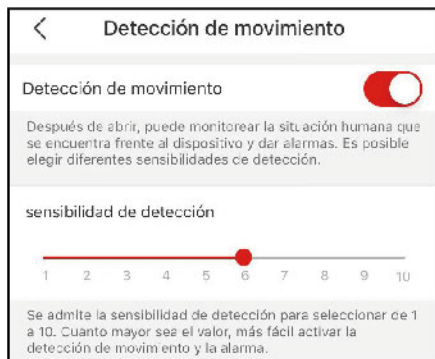 Detección de movimiento
Detección de movimiento
Después de abrir, puede monitorear la situación humana que
se encuentra frente al dispositivo y dar alarmas. Es posible
elegir diferentes sensibilidades de detección.
sensibilidad de detección
1 2 3 4 5 6 7 8 9 10
Se admite la sensibilidad de detección para seleccionar de 1
a 10. Cuanto mayor sea el valor, más fácil activar la
detección de movimiento y la alarma.